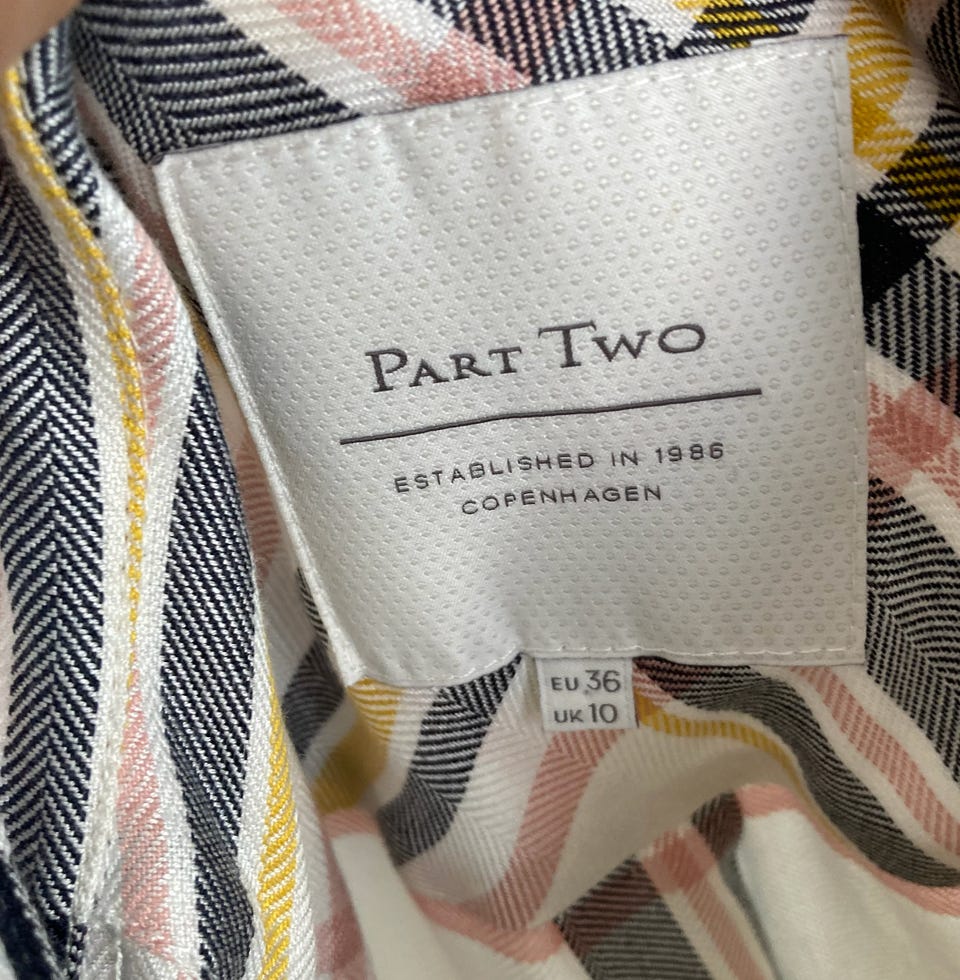 PART TWO
ESTABLISHED IN 1986
COPENHAGEN
EU 36
UK 10